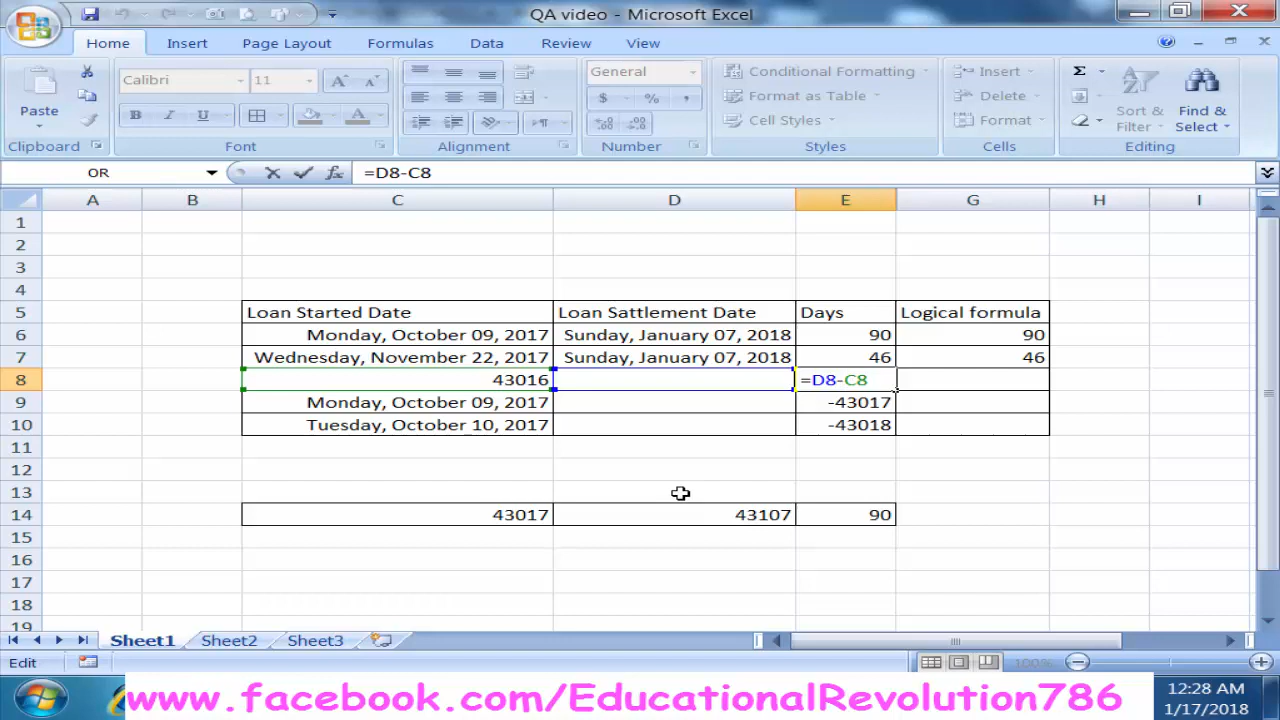 QA video - Microsoft Excel
Home Insert Page Layout Formulas Data Review View
Paste
Clipboard
Calibri 11
B I U
Font
Alignment
General
$ % ,
Number
Conditional Formatting
Format as Table
Cell Styles
Styles
Insert
Delete
Format
Cells
Σ
Sort & Filter
Find & Select
Editing
OR fx =D8-C8
A B C D E G H I
1
2
3
4
5 Loan Started Date Loan Sattlement Date Days Logical formula
6 Monday, October 09, 2017 Sunday, January 07, 2018 90 90
7 Wednesday, November 22, 2017 Sunday, January 07, 2018 46 46
8 43016 =D8-C8
9 Monday, October 09, 2017 -43017
10 Tuesday, October 10, 2017 -43018
11
12
13
14 43017 43107 90
15
16
17
18
19
Sheet1 Sheet2 Sheet3
Edit 100%
www.facebook.com/EducationalRevolution786
12:28 AM
1/17/2018